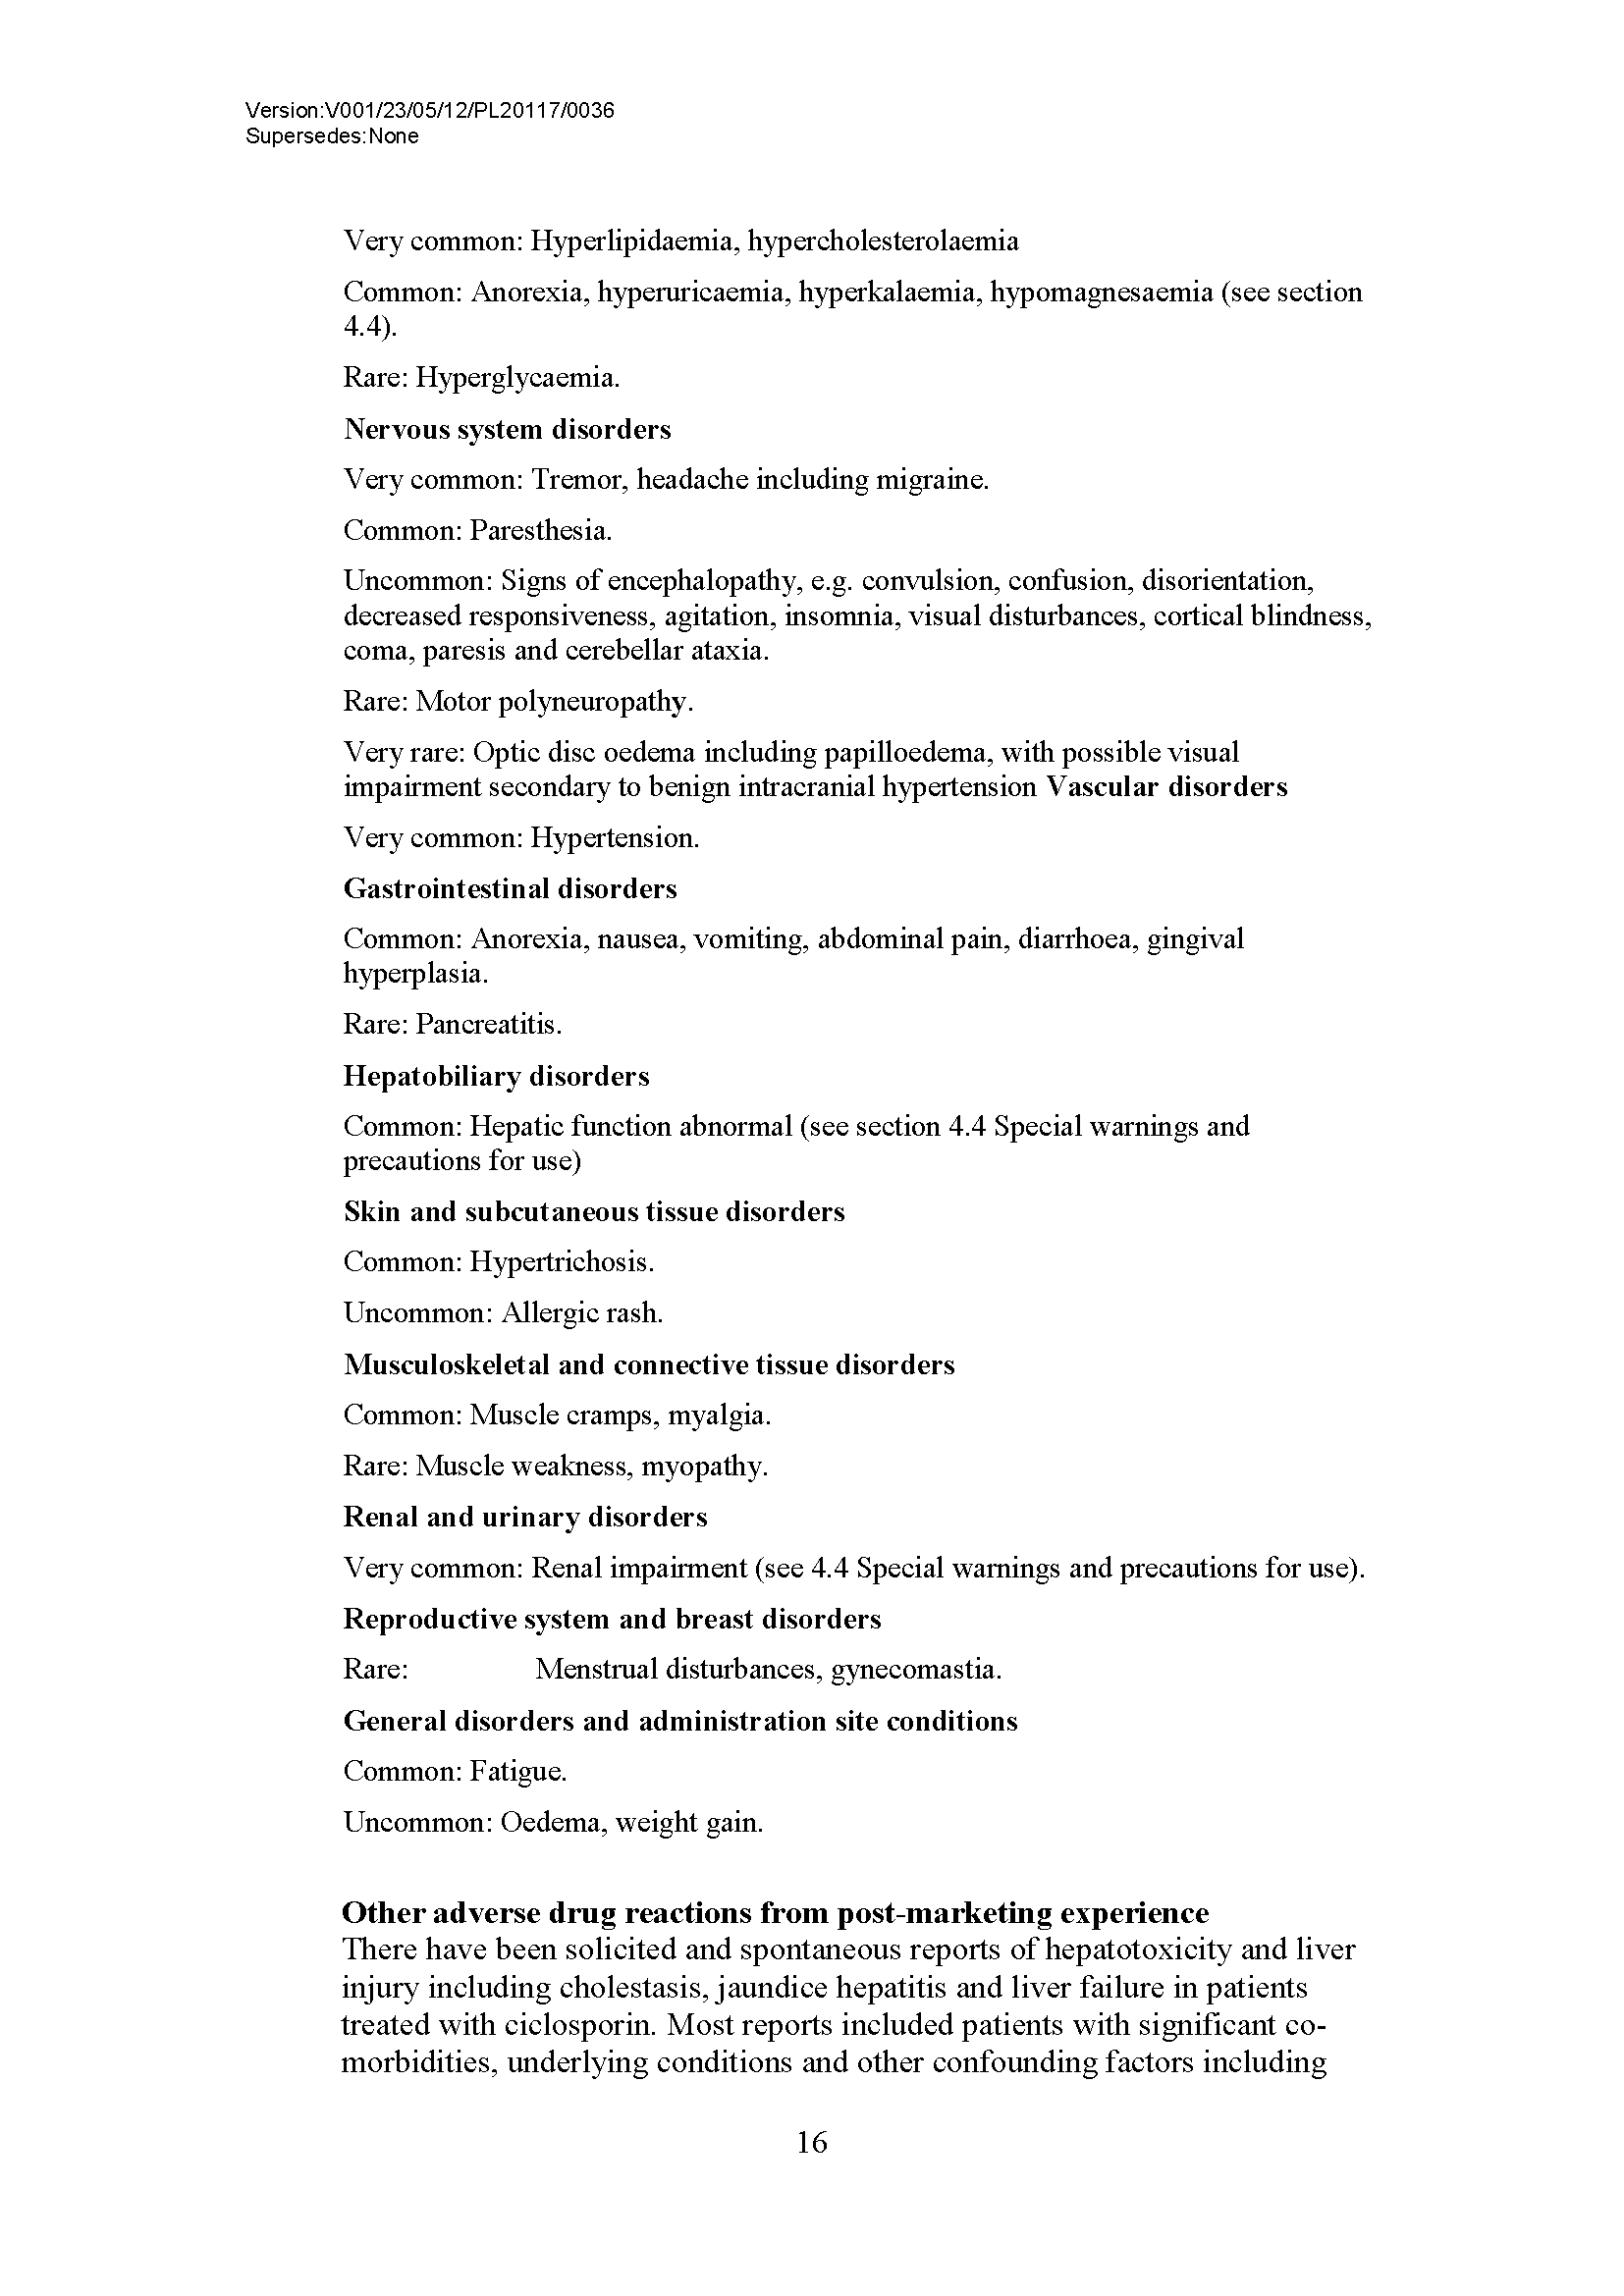 Version:V001/23/05/12/PL20117/0036
Supersedes:None
Very common: Hyperlipidaemia, hypercholesterolaemia
Common: Anorexia, hyperuricaemia, hyperkalaemia, hypomagnesaemia (see section
4.4).
Rare: Hyperglycaemia.
Nervous system disorders
Very common: Tremor, headache including migraine.
Common: Paresthesia.
Uncommon: Signs of encephalopathy, e.g. convulsion, confusion, disorientation,
decreased responsiveness, agitation, insomnia, visual disturbances, cortical blindness,
coma, paresis and cerebellar ataxia.
Rare: Motor polyneuropathy.
Very rare: Optic disc oedema including papilloedema, with possible visual
impairment secondary to benign intracranial hypertension Vascular disorders
Very common: Hypertension.
Gastrointestinal disorders
Common: Anorexia, nausea, vomiting, abdominal pain, diarrhoea, gingival
hyperplasia.
Rare: Pancreatitis.
Hepatobiliary disorders
Common: Hepatic function abnormal (see section 4.4 Special warnings and
precautions for use)
Skin and subcutaneous tissue disorders
Common: Hypertrichosis.
Uncommon: Allergic rash.
Musculoskeletal and connective tissue disorders
Common: Muscle cramps, myalgia.
Rare: Muscle weakness, myopathy.
Renal and urinary disorders
Very common: Renal impairment (see 4.4 Special warnings and precautions for use).
Reproductive system and breast disorders
Rare: Menstrual disturbances, gynecomastia.
General disorders and administration site conditions
Common: Fatigue.
Uncommon: Oedema, weight gain.
Other adverse drug reactions from post-marketing experience
There have been solicited and spontaneous reports of hepatotoxicity and liver
injury including cholestasis, jaundice hepatitis and liver failure in patients
treated with ciclosporin. Most reports included patients with significant co-
morbidities, underlying conditions and other confounding factors including
16